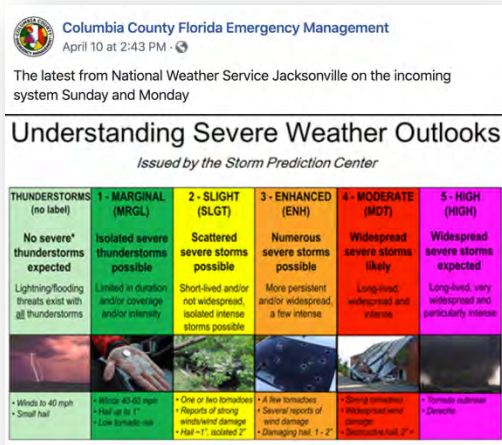 Columbia County Florida Emergency Management
April 10 at 2:43 PM ·
The latest from National Weather Service Jacksonville on the incoming
system Sunday and Monday
Understanding Severe Weather Outlooks
Issued by the Storm Prediction Center
THUNDERSTORMS
(no label)
No severe*
thunderstorms
expected
Lightning/flooding
threats exist with
all thunderstorms
• Winds to 40 mph
• Small hail
1 - MARGINAL
(MRGL)
Isolated severe
thunderstorms
possible
Limited in duration
and/or coverage
and/or intensity
• Winds 40-60 mph
• Hail up to 1"
• Low tornado risk
2 - SLIGHT
(SLGT)
Scattered
severe storms
possible
Short-lived and/or
not widespread,
isolated intense
storms possible
• One or two tornadoes
• Reports of strong
winds/wind damage
• Hail ~1", isolated 2"
3 - ENHANCED
(ENH)
Numerous
severe storms
possible
More persistent
and/or widespread,
a few intense
• A few tornadoes
• Several reports of
wind damage
• Damaging hail, 1 - 2"
4 - MODERATE
(MDT)
Widespread
severe storms
likely
Long-lived,
widespread and
intense
• Strong tornadoes
• Widespread wind
damage
• Destructive hail, 2" +
5 - HIGH
(HIGH)
Widespread
severe storms
expected
Long-lived, very
widespread and
particularly intense
• Tornado outbreak
• Derecho